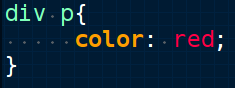 div p{
     color: red;
}